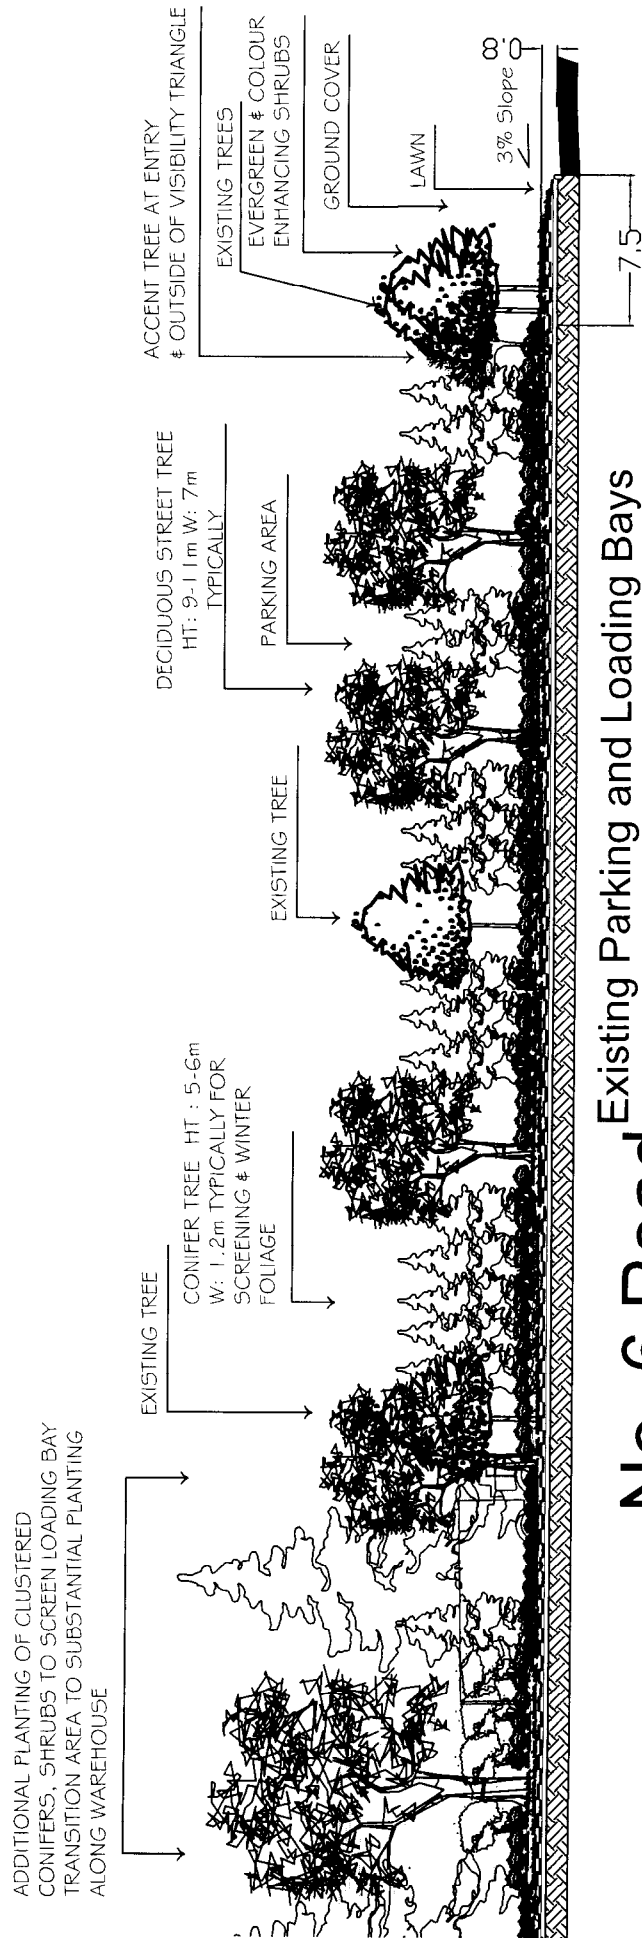 ADDITIONAL PLANTING OF CLUSTERED
CONIFERS, SHRUBS TO SCREEN LOADING BAY
TRANSITION AREA TO SUBSTANTIAL PLANTING
ALONG WAREHOUSE
EXISTING TREE
CONIFER TREE HT : 5-6m
W: 1.2m TYPICALLY FOR
SCREENING & WINTER
FOLIAGE
EXISTING TREE
DECIDUOUS STREET TREE
HT: 9-11m W: 7m
TYPICALLY
PARKING AREA
ACCENT TREE AT ENTRY
& OUTSIDE OF VISIBILITY TRIANGLE
EXISTING TREES
EVERGREEN & COLOUR
ENHANCING SHRUBS
GROUND COVER
LAWN
3% Slope
0.8
7.5
Existing Parking and Loading Bays
No. 6 Road